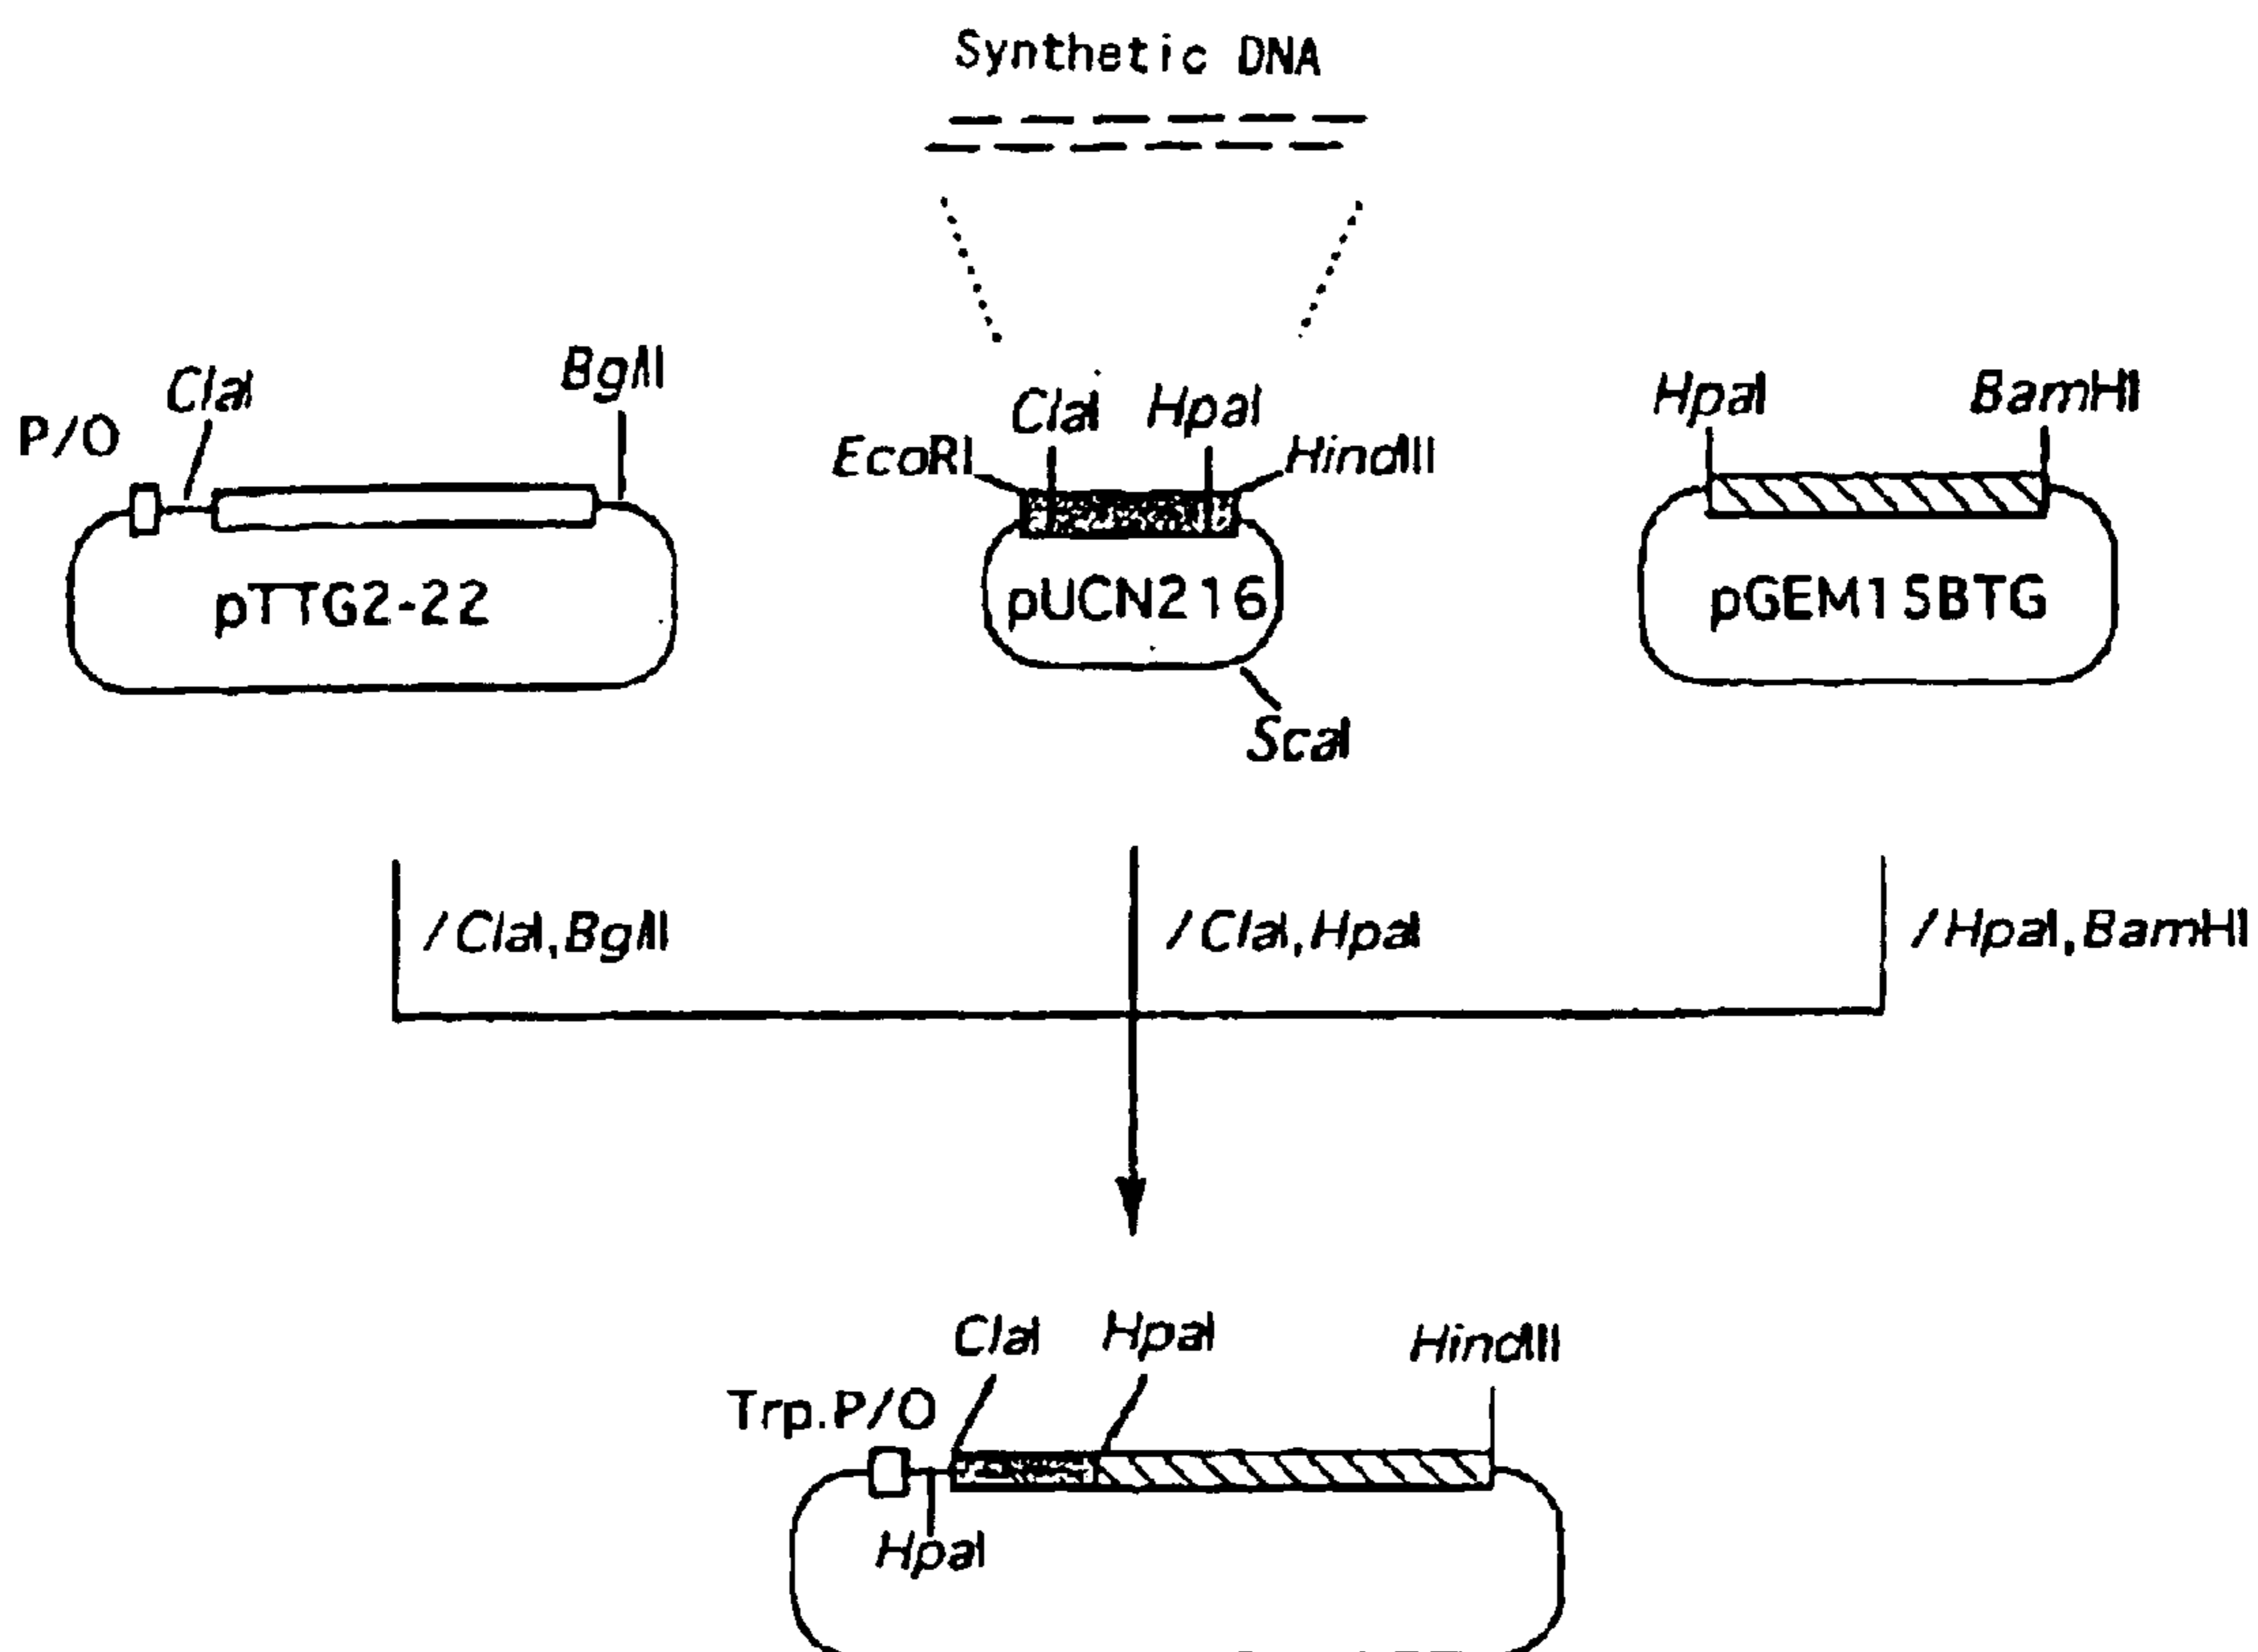 Synthetic DNA
P/O
ClaI
BglII
EcoRI
ClaI
HpaI
HindIII
HpaI
BamHI
pTTG2-22
pUCN216
pGEM15BTG
ScaI
/ClaI,BglII
/ClaI,HpaI
/HpaI,BamHI
Trp.P/O
ClaI
HpaI
HindIII
HpaI